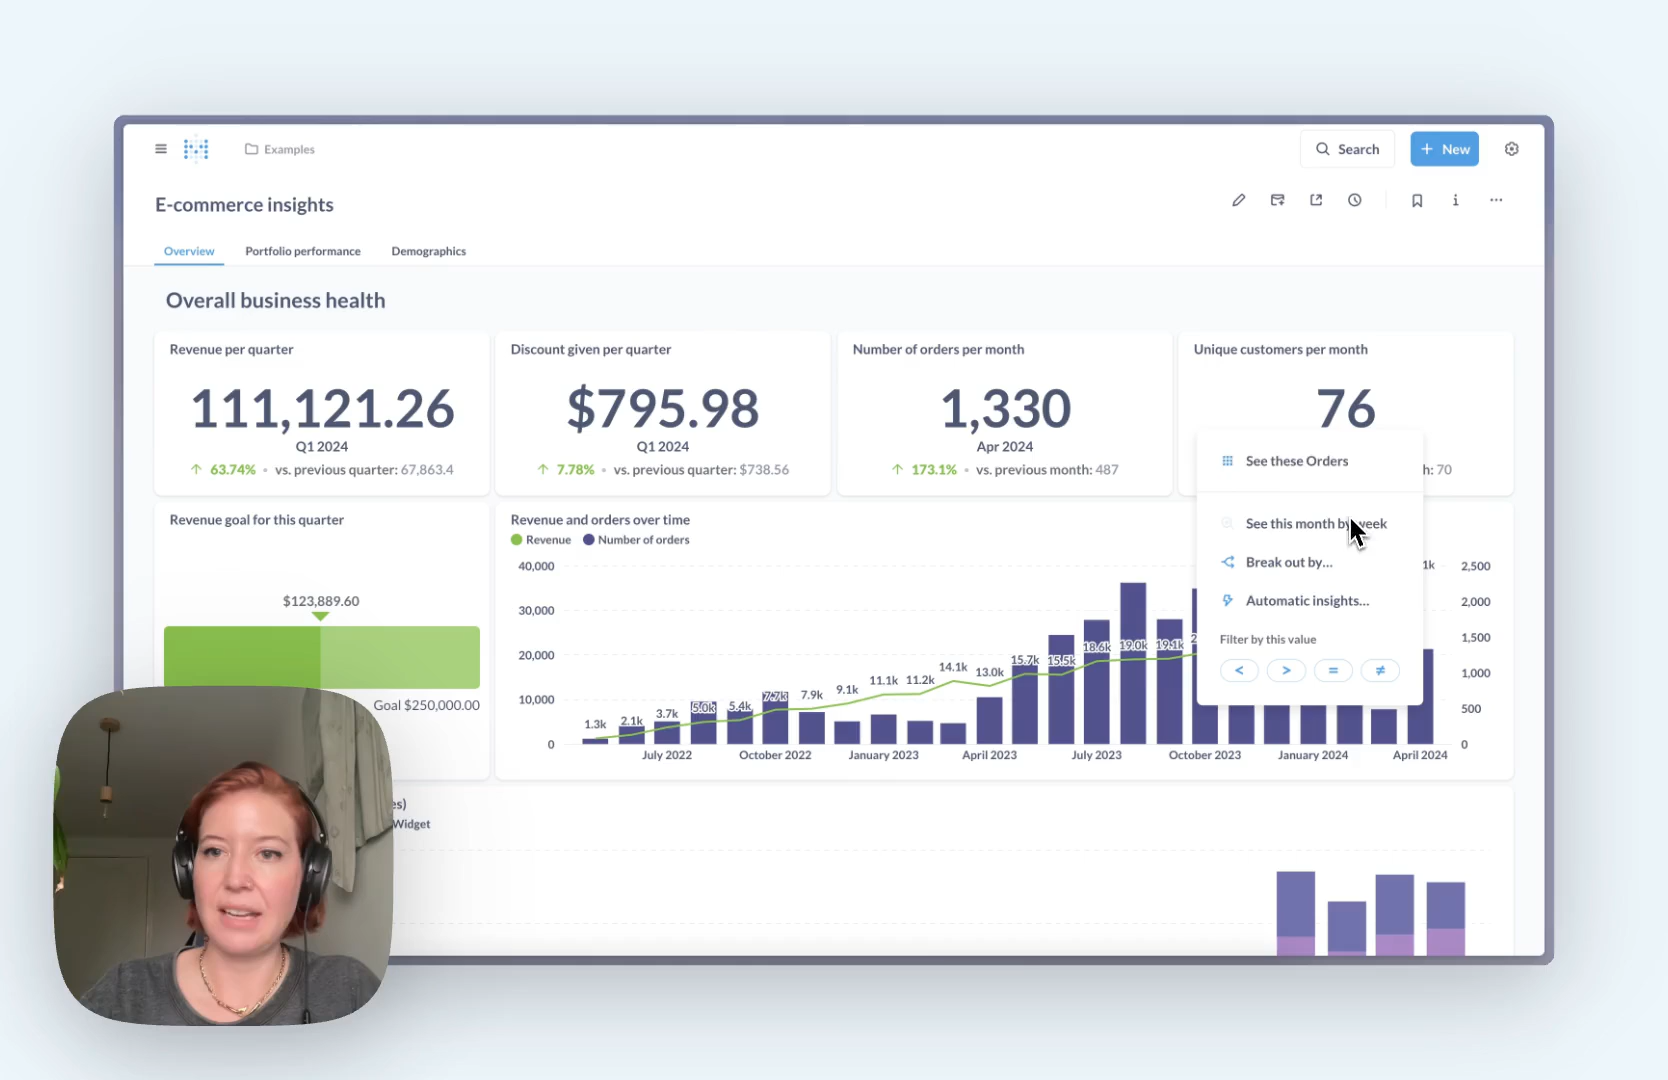 Examples
Search
+ New
E-commerce insights
Overview
Portfolio performance
Demographics
Overall business health
Revenue per quarter
111,121.26
Q1 2024
↑ 63.74% • vs. previous quarter: 67,863.4
Discount given per quarter
$795.98
Q1 2024
↑ 7.78% • vs. previous quarter: $738.56
Number of orders per month
1,330
Apr 2024
↑ 173.1% • vs. previous month: 487
Unique customers per month
76
h: 70
See these Orders
See this month by week
Break out by...
Automatic insights...
Filter by this value
< > = ≠
Revenue goal for this quarter
$123,889.60
Goal $250,000.00
Revenue and orders over time
Revenue Number of orders
40,000
30,000
20,000
10,000
0
1.3k 2.1k 3.7k 5.0k 5.4k 7.7k 7.9k 9.1k 11.1k 11.2k 14.1k 13.0k 15.7k 15.5k 18.6k 19.0k 19.1k 2
1k
2,500
2,000
1,500
1,000
500
0
July 2022 October 2022 January 2023 April 2023 July 2023 October 2023 January 2024 April 2024
es)
Widget